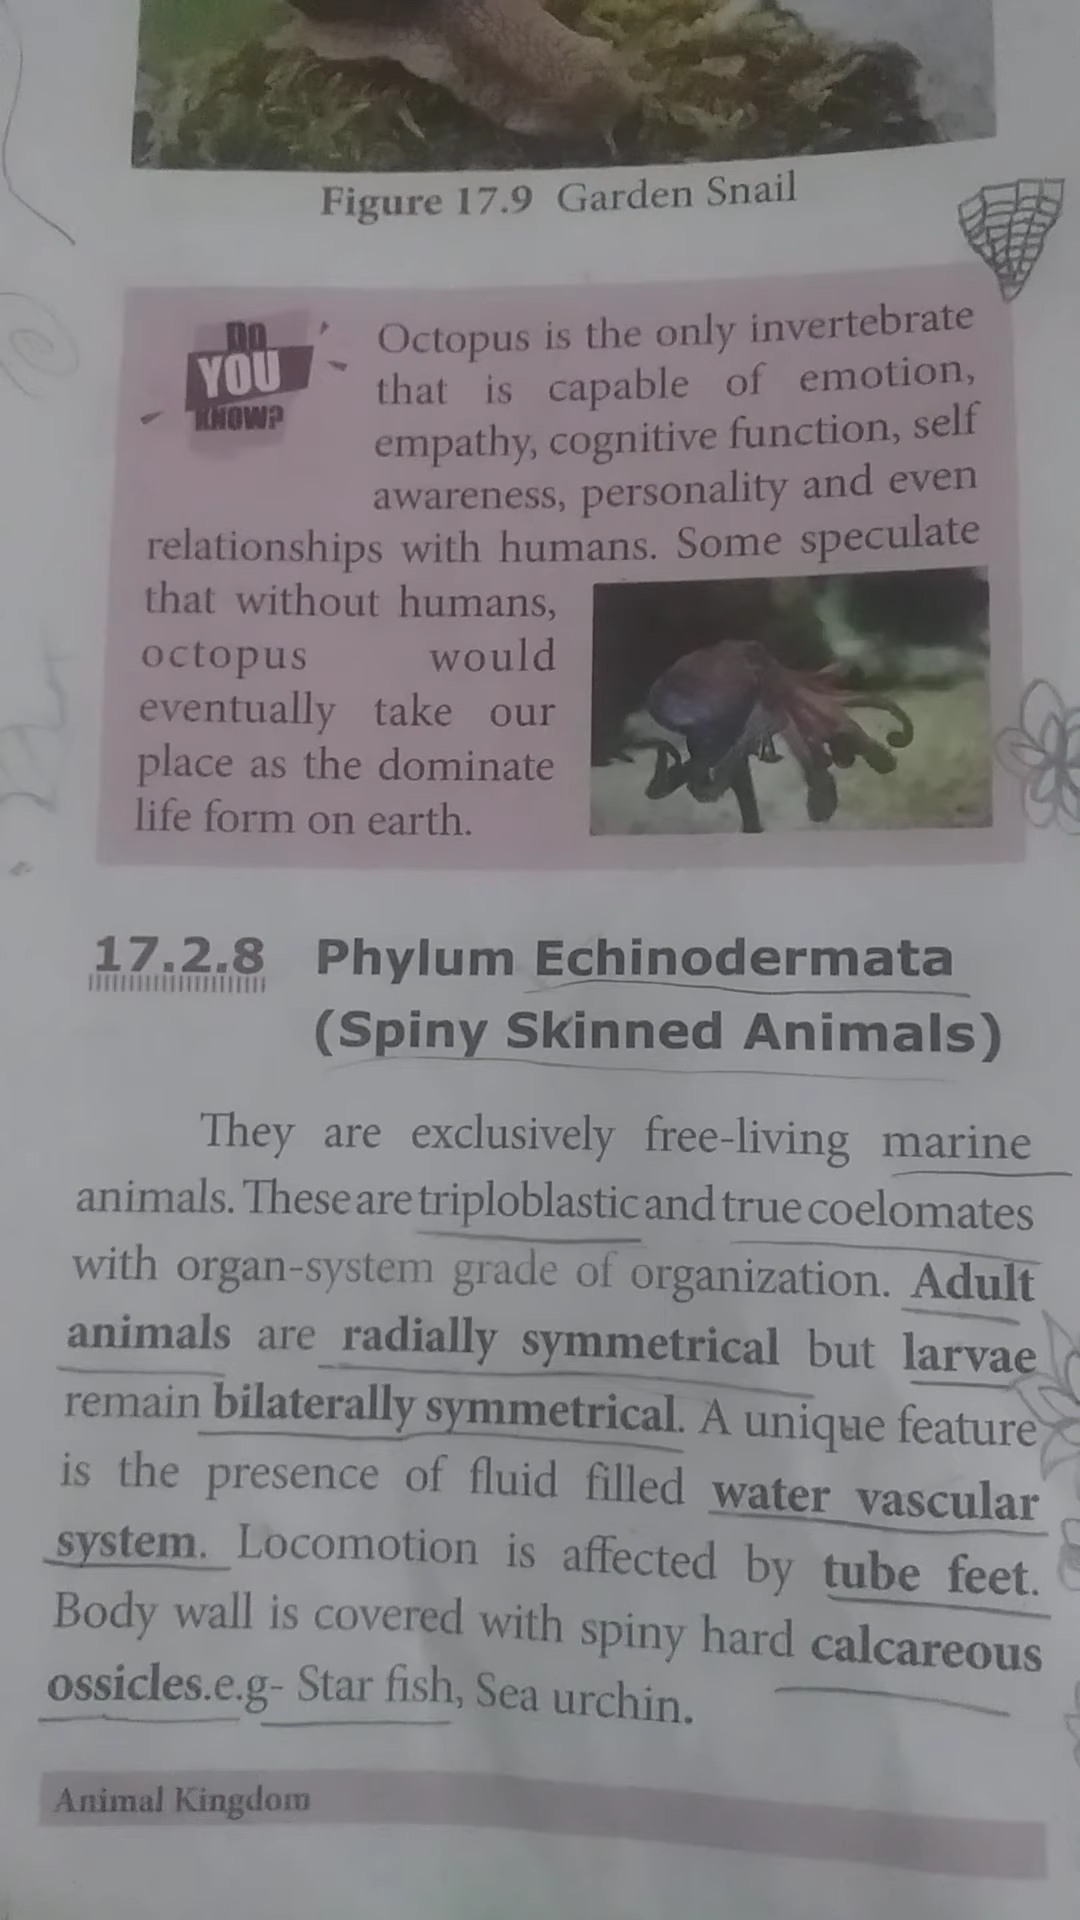 Figure 17.9 Garden Snail
DO
YOU
KNOW?
Octopus is the only invertebrate
that is capable of emotion,
empathy, cognitive function, self
awareness, personality and even
relationships with humans. Some speculate
that without humans,
octopus would
eventually take our
place as the dominate
life form on earth.
17.2.8 Phylum Echinodermata
(Spiny Skinned Animals)
They are exclusively free-living marine
animals. These are triploblastic and true coelomates
with organ-system grade of organization. Adult
animals are radially symmetrical but larvae
remain bilaterally symmetrical. A unique feature
is the presence of fluid filled water vascular
system. Locomotion is affected by tube feet.
Body wall is covered with spiny hard calcareous
ossicles.e.g- Star fish, Sea urchin.
Animal Kingdom